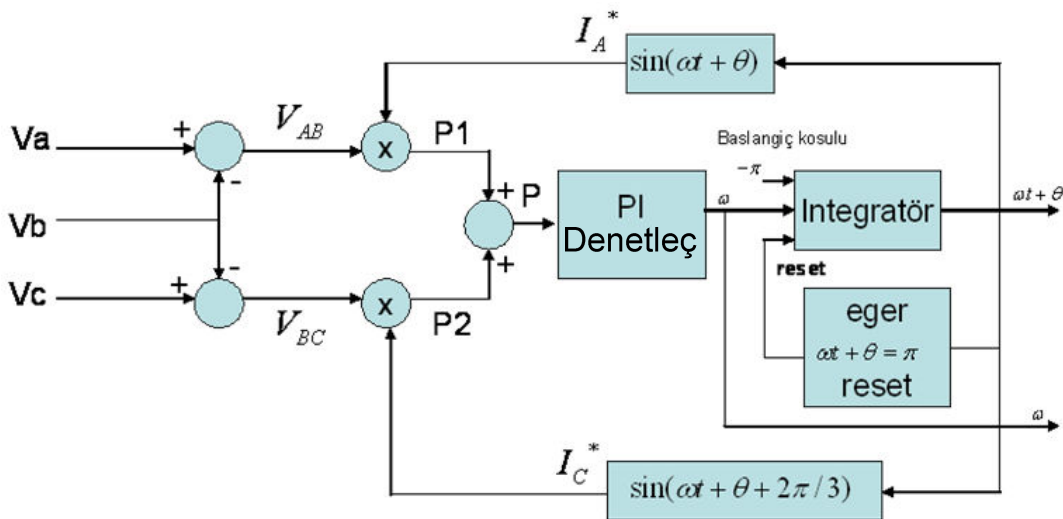 I_A*
sin(ωt + θ)
Va
+
V_AB
x
P1
-
Baslangiç kosulu
-π
Vb
+
P
PI
Denetleç
ω
Integratör
ωt + θ
-
+
reset
Vc
+
V_BC
x
P2
eger
ωt + θ = π
reset
ω
I_C*
sin(ωt + θ + 2π / 3)